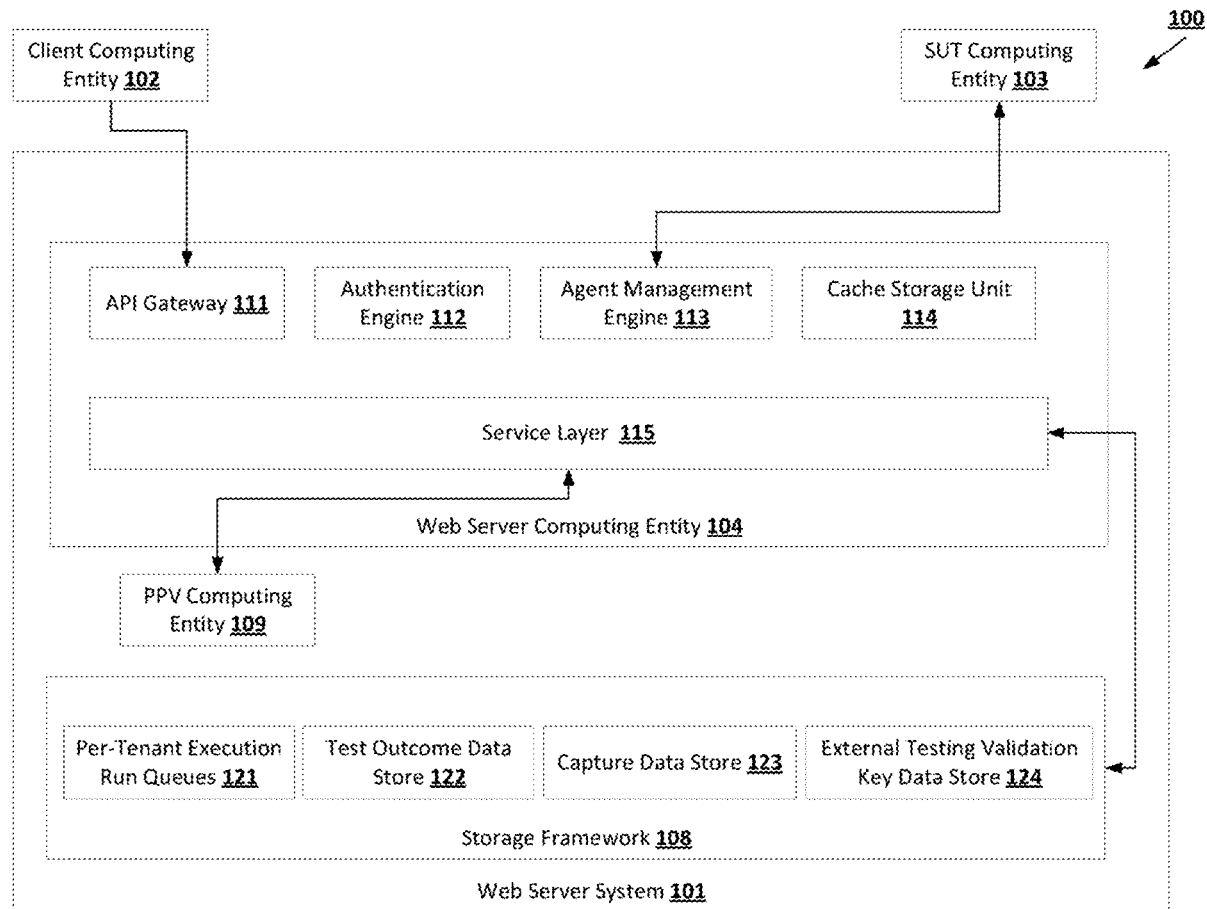 100
Client Computing
Entity 102
SUT Computing
Entity 103
API Gateway 111
Authentication
Engine 112
Agent Management
Engine 113
Cache Storage Unit
114
Service Layer 115
Web Server Computing Entity 104
PPV Computing
Entity 109
Per-Tenant Execution
Run Queues 121
Test Outcome Data
Store 122
Capture Data Store 123
External Testing Validation
Key Data Store 124
Storage Framework 108
Web Server System 101